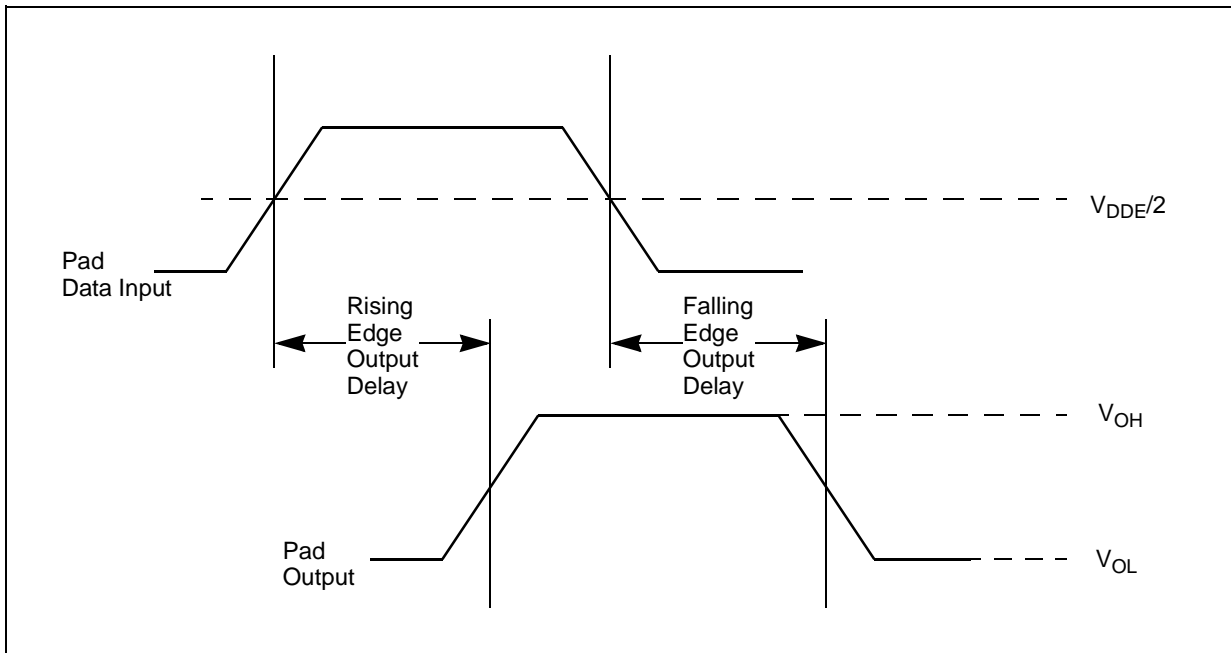 V_DDE/2
Pad
Data Input
Rising
Edge
Output
Delay
Falling
Edge
Output
Delay
V_OH
Pad
Output
V_OL